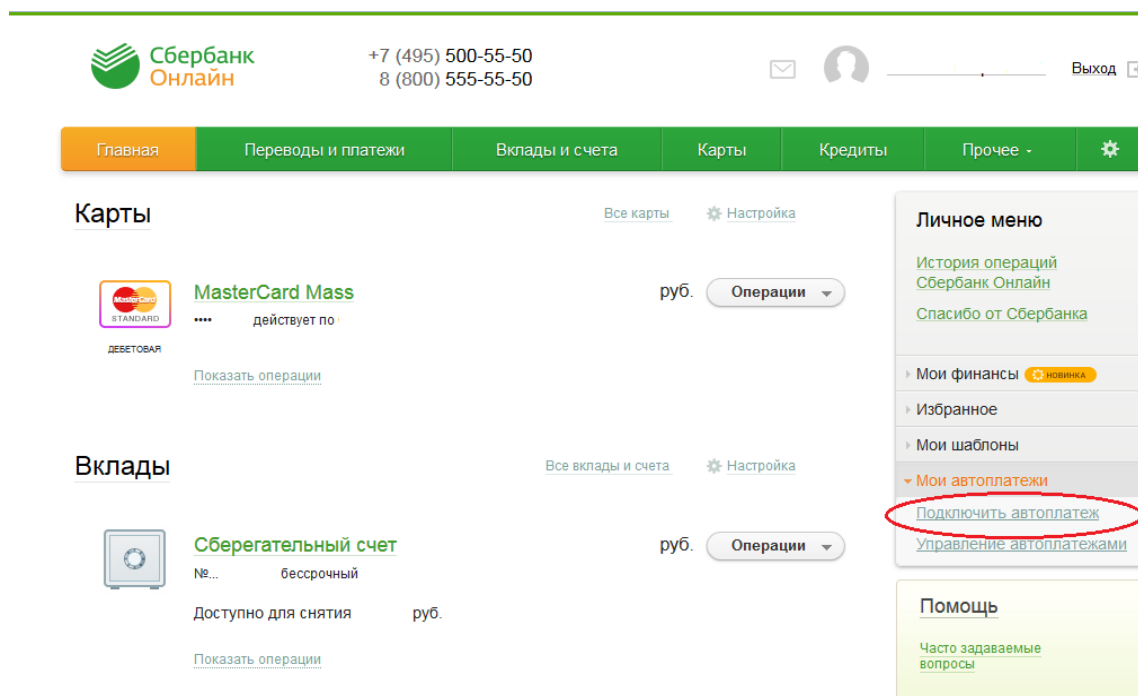 Сбербанк
Онлайн
+7 (495) 500-55-50
8 (800) 555-55-50
Выход
Главная
Переводы и платежи
Вклады и счета
Карты
Кредиты
Прочее
Карты
Все карты
Настройка
MasterCard
STANDARD
ДЕБЕТОВАЯ
MasterCard Mass
•••• действует по
руб.
Операции
Показать операции
Вклады
Все вклады и счета
Настройка
Сберегательный счет
№... бессрочный
руб.
Операции
Доступно для снятия руб.
Показать операции
Личное меню
История операций
Сбербанк Онлайн
Спасибо от Сбербанка
Мои финансы НОВИНКА
Избранное
Мои шаблоны
Мои автоплатежи
Подключить автоплатеж
Управление автоплатежами
Помощь
Часто задаваемые
вопросы